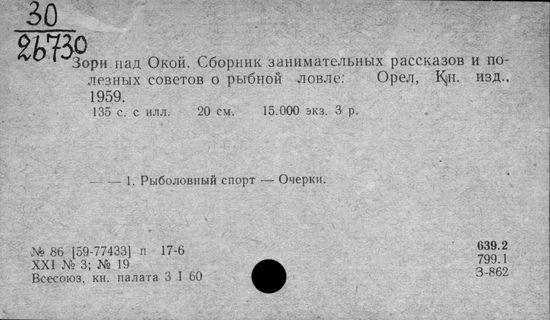 30
26730
Зори над Окой. Сборник занимательных рассказов и по-
лезных советов о рыбной ловле: Орел, Кн. изд.,
1959.
135 с. с илл. 20 см. 15.000 экз. 3 р.
— — 1. Рыболовный спорт — Очерки.
№ 86 [59-77433] п 17-6
XXI № 3; № 19
Всесоюз. кн. палата 3 I 60
639.2
799.1
З-862